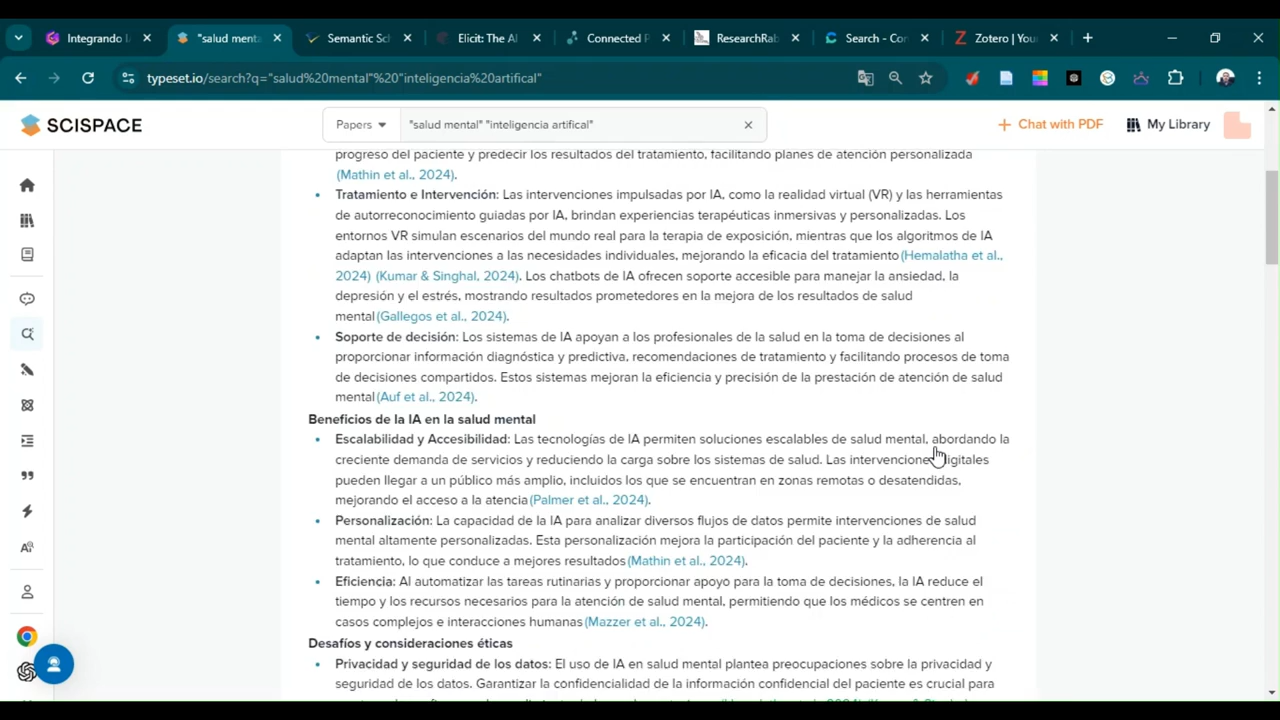 Integrando I
"salud menta
Semantic Sc
Elicit: The AI
Connected P
ResearchRab
Search - Con
Zotero | You
typeset.io/search?q="salud%20mental"%20"inteligencia%20artifical"
SCISPACE
Papers
"salud mental" "inteligencia artifical"
Chat with PDF
My Library
progreso del paciente y predecir los resultados del tratamiento, facilitando planes de atención personalizada
(Mathin et al., 2024).
• Tratamiento e Intervención: Las intervenciones impulsadas por IA, como la realidad virtual (VR) y las herramientas
de autorreconocimiento guiadas por IA, brindan experiencias terapéuticas inmersivas y personalizadas. Los
entornos VR simulan escenarios del mundo real para la terapia de exposición, mientras que los algoritmos de IA
adaptan las intervenciones a las necesidades individuales, mejorando la eficacia del tratamiento (Hemalatha et al.,
2024) (Kumar & Singhal, 2024). Los chatbots de IA ofrecen soporte accesible para manejar la ansiedad, la
depresión y el estrés, mostrando resultados prometedores en la mejora de los resultados de salud
mental (Gallegos et al., 2024).
• Soporte de decisión: Los sistemas de IA apoyan a los profesionales de la salud en la toma de decisiones al
proporcionar información diagnóstica y predictiva, recomendaciones de tratamiento y facilitando procesos de toma
de decisiones compartidos. Estos sistemas mejoran la eficiencia y precisión de la prestación de atención de salud
mental (Auf et al., 2024).
Beneficios de la IA en la salud mental
• Escalabilidad y Accesibilidad: Las tecnologías de IA permiten soluciones escalables de salud mental, abordando la
creciente demanda de servicios y reduciendo la carga sobre los sistemas de salud. Las intervenciones digitales
pueden llegar a un público más amplio, incluidos los que se encuentran en zonas remotas o desatendidas,
mejorando el acceso a la atencia (Palmer et al., 2024).
• Personalización: La capacidad de la IA para analizar diversos flujos de datos permite intervenciones de salud
mental altamente personalizadas. Esta personalización mejora la participación del paciente y la adherencia al
tratamiento, lo que conduce a mejores resultados (Mathin et al., 2024).
• Eficiencia: Al automatizar las tareas rutinarias y proporcionar apoyo para la toma de decisiones, la IA reduce el
tiempo y los recursos necesarios para la atención de salud mental, permitiendo que los médicos se centren en
casos complejos e interacciones humanas (Mazzer et al., 2024).
Desafíos y consideraciones éticas
• Privacidad y seguridad de los datos: El uso de IA en salud mental plantea preocupaciones sobre la privacidad y
seguridad de los datos. Garantizar la confidencialidad de la información confidencial del paciente es crucial para